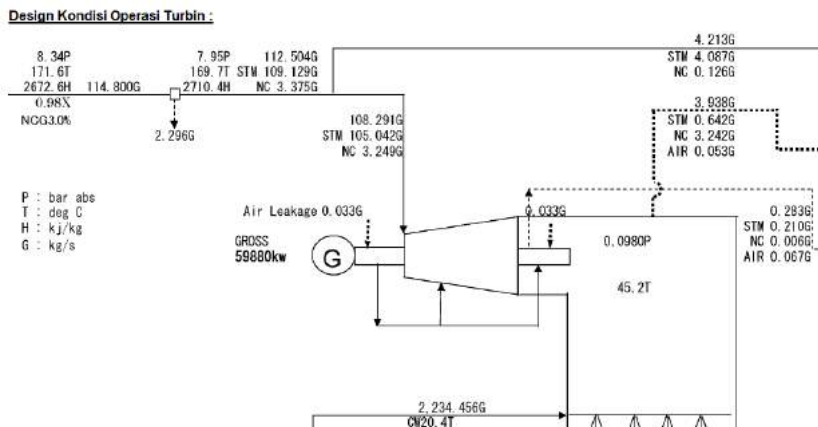 Design Kondisi Operasi Turbin :
8.34P
171.6T
2672.6H 114.800G
0.98X
NCG3.0%
2.296G
7.95P 112.504G
169.7T STM 109.129G
2710.4H NC 3.375G
4.213G
STM 4.087G
NC 0.126G
3.938G
STM 0.642G
NC 3.242G
AIR 0.053G
108.291G
STM 105.042G
NC 3.249G
P : bar abs
T : deg C
H : kj/kg
G : kg/s
Air Leakage 0.033G
0.033G
GROSS
59880kw
G
0.0980P
45.2T
0.283G
STM 0.210G
NC 0.006G
AIR 0.067G
2,234.456G
CW20.4T